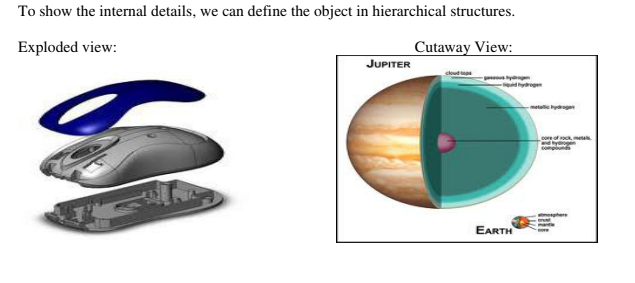 To show the internal details, we can define the object in hierarchical structures.
Exploded view:
Cutaway View:
JUPITER
cloud tops
gaseous hydrogen
liquid hydrogen
metallic hydrogen
core of rock, metals,
and hydrogen
compounds
EARTH
atmosphere
crust
mantle
core